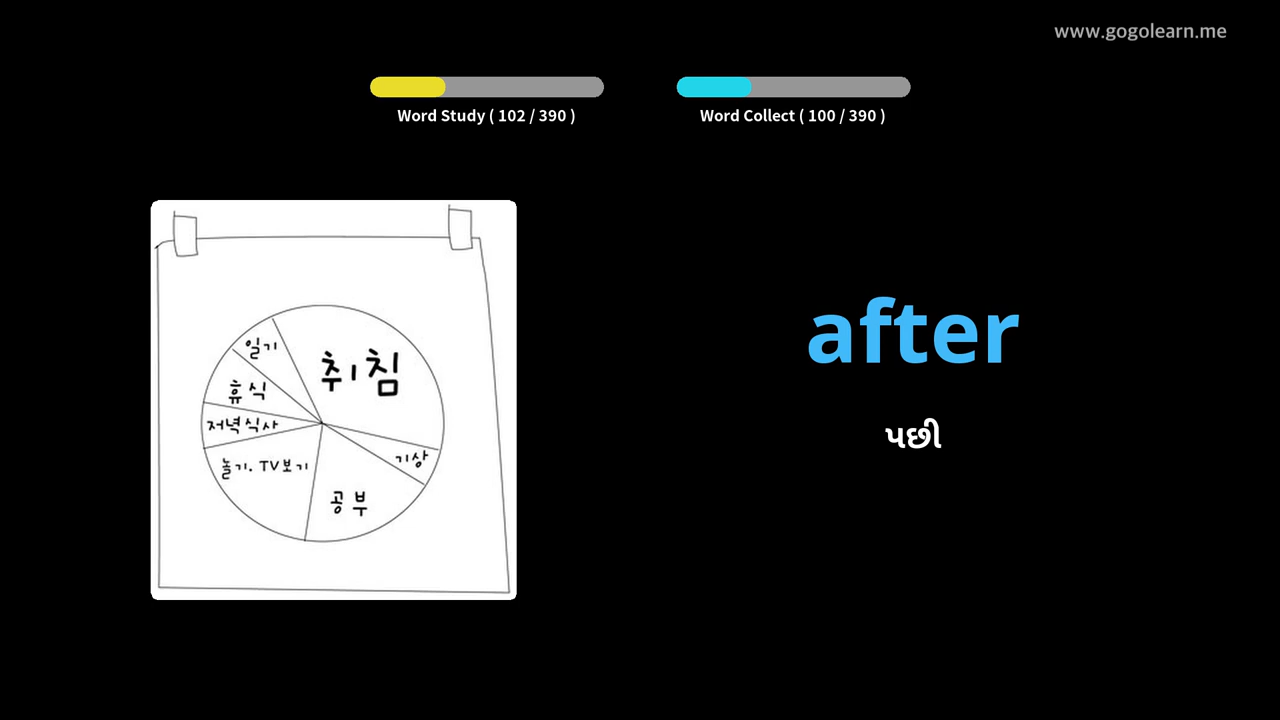 www.gogolearn.me
Word Study ( 102 / 390 )
Word Collect ( 100 / 390 )
일기
취침
휴식
저녁식사
놀기. TV보기
기상
공부
after
પછી